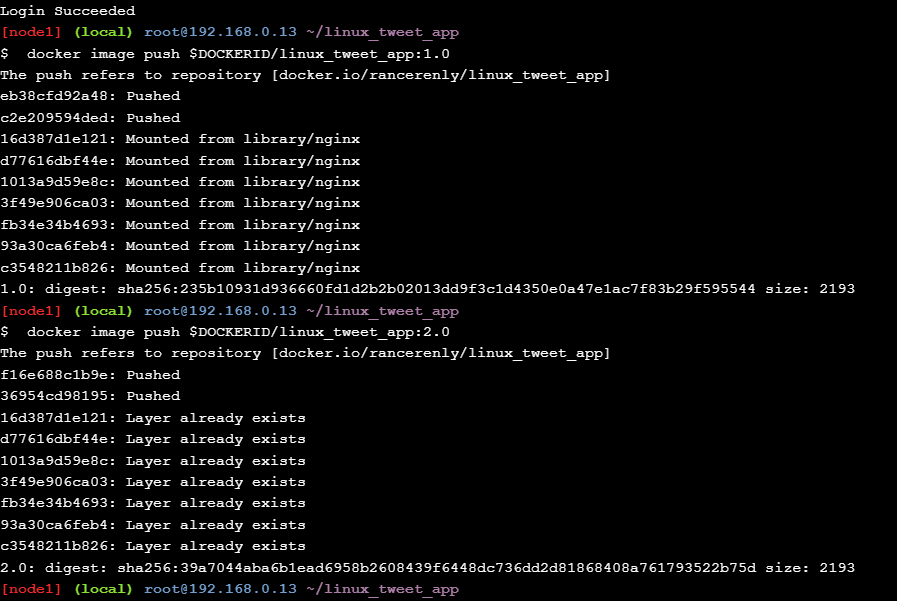 Login Succeeded
[node1] (local) root@192.168.0.13 ~/linux_tweet_app
$  docker image push $DOCKERID/linux_tweet_app:1.0
The push refers to repository [docker.io/rancerenly/linux_tweet_app]
eb38cfd92a48: Pushed
c2e209594ded: Pushed
16d387d1e121: Mounted from library/nginx
d77616dbf44e: Mounted from library/nginx
1013a9d59e8c: Mounted from library/nginx
3f49e906ca03: Mounted from library/nginx
fb34e34b4693: Mounted from library/nginx
93a30ca6feb4: Mounted from library/nginx
c3548211b826: Mounted from library/nginx
1.0: digest: sha256:235b10931d936660fd1d2b2b02013dd9f3c1d4350e0a47e1ac7f83b29f595544 size: 2193
[node1] (local) root@192.168.0.13 ~/linux_tweet_app
$  docker image push $DOCKERID/linux_tweet_app:2.0
The push refers to repository [docker.io/rancerenly/linux_tweet_app]
f16e688c1b9e: Pushed
36954cd98195: Pushed
16d387d1e121: Layer already exists
d77616dbf44e: Layer already exists
1013a9d59e8c: Layer already exists
3f49e906ca03: Layer already exists
fb34e34b4693: Layer already exists
93a30ca6feb4: Layer already exists
c3548211b826: Layer already exists
2.0: digest: sha256:39a7044aba6b1ead6958b2608439f6448dc736dd2d81868408a761793522b75d size: 2193
[node1] (local) root@192.168.0.13 ~/linux_tweet_app